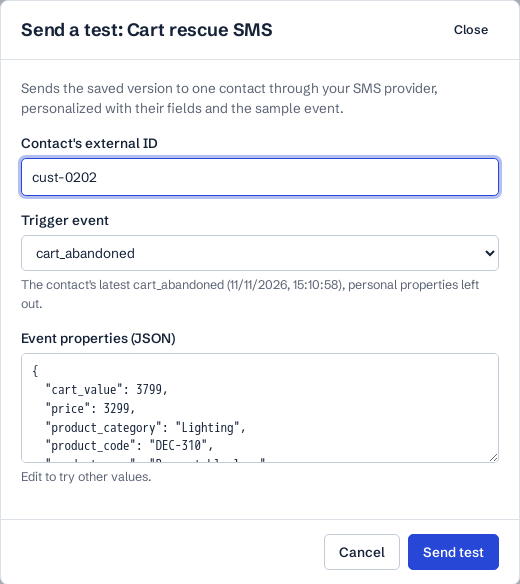 Send a test: Cart rescue SMS
Close
Sends the saved version to one contact through your SMS provider,
personalized with their fields and the sample event.
Contact's external ID
cust-0202
Trigger event
cart_abandoned
The contact's latest cart_abandoned (11/11/2026, 15:10:58), personal properties left
out.
Event properties (JSON)
{
"cart_value": 3799,
"price": 3299,
"product_category": "Lighting",
"product_code": "DEC-310",
Edit to try other values.
Cancel
Send test